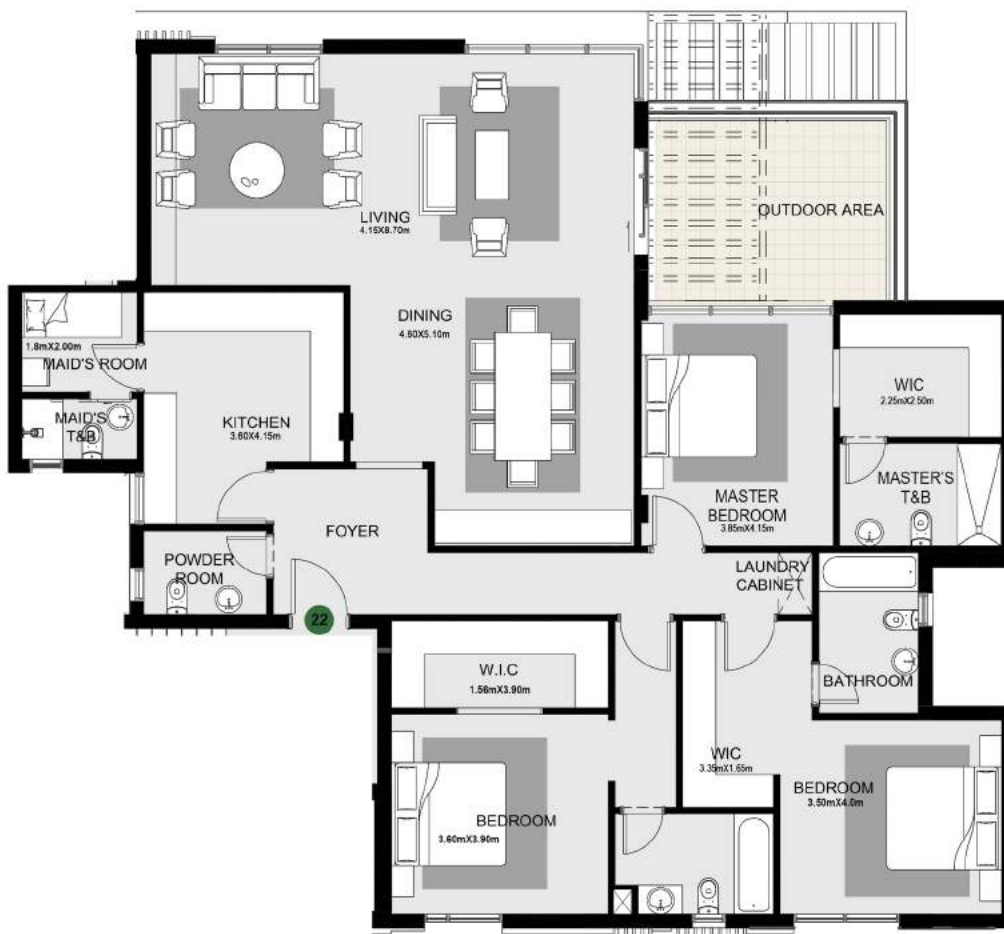 LIVING
4.15X8.70m
OUTDOOR AREA
DINING
4.60X5.10m
1.8mX2.00m
MAID'S ROOM
MAID'S
T&B
KITCHEN
3.60X4.15m
WIC
2.25mX2.50m
MASTER'S
T&B
MASTER
BEDROOM
3.85mX4.15m
FOYER
POWDER
ROOM
LAUNDRY
CABINET
22
W.I.C
1.56mX3.90m
BATHROOM
WIC
3.35mX1.65m
BEDROOM
3.50mX4.0m
BEDROOM
3.60mX3.90m